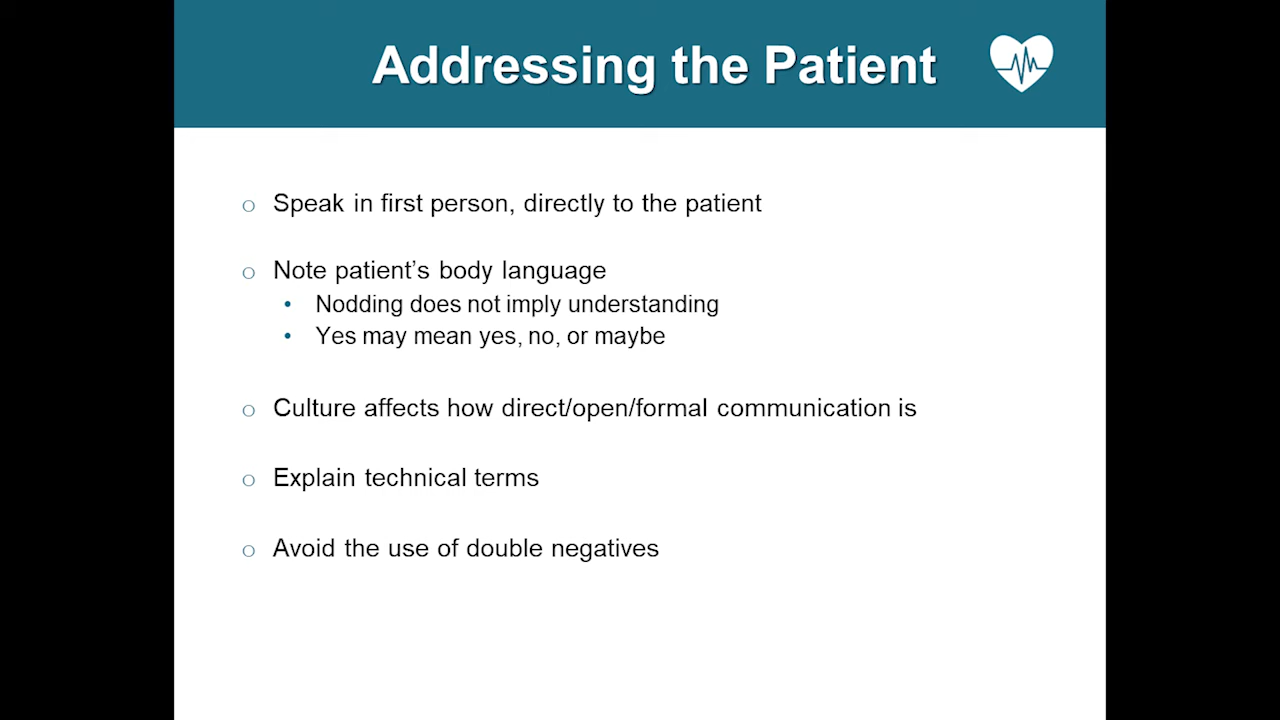 Addressing the Patient
Speak in first person, directly to the patient
Note patient’s body language
Nodding does not imply understanding
Yes may mean yes, no, or maybe
Culture affects how direct/open/formal communication is
Explain technical terms
Avoid the use of double negatives